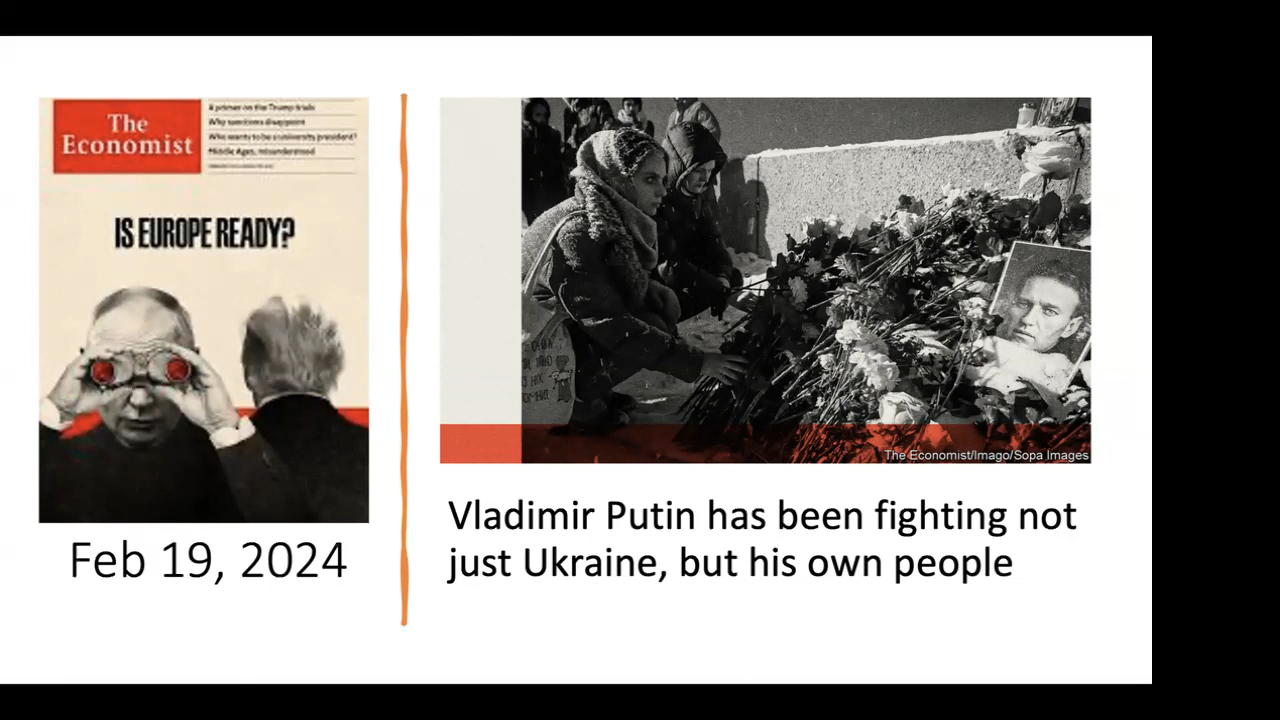 The
Economist
A primer on the Trump trials
Why sanctions disappoint
Who wants to be a university president?
Middle Ages, misunderstood
IS EUROPE READY?
Feb 19, 2024
The Economist/Imago/Sopa Images
Vladimir Putin has been fighting not
just Ukraine, but his own people